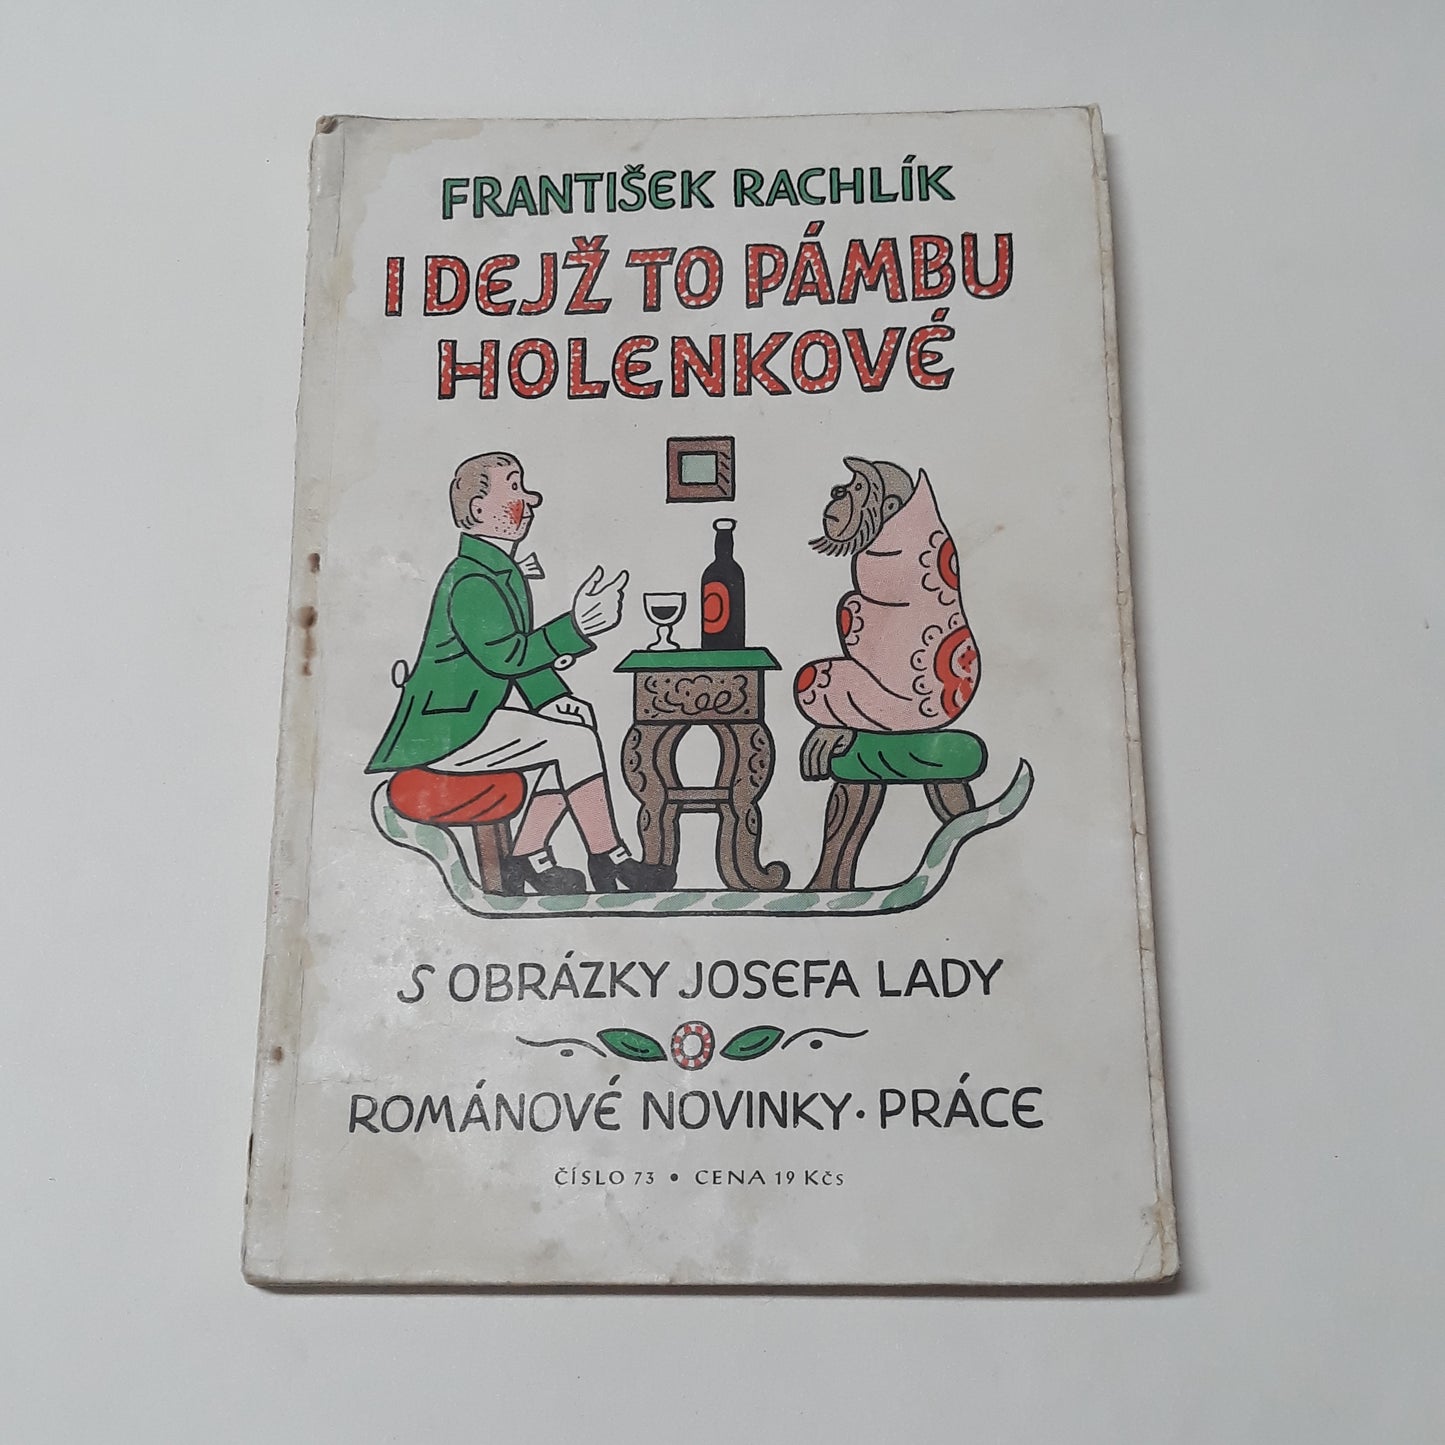 FRANTIŠEK RACHLÍK
I DEJŽ TO PÁMBU
HOLENKOVÉ
S OBRÁZKY JOSEFA LADY
ROMÁNOVÉ NOVINKY • PRÁCE
ČÍSLO 73 • CENA 19 KČS